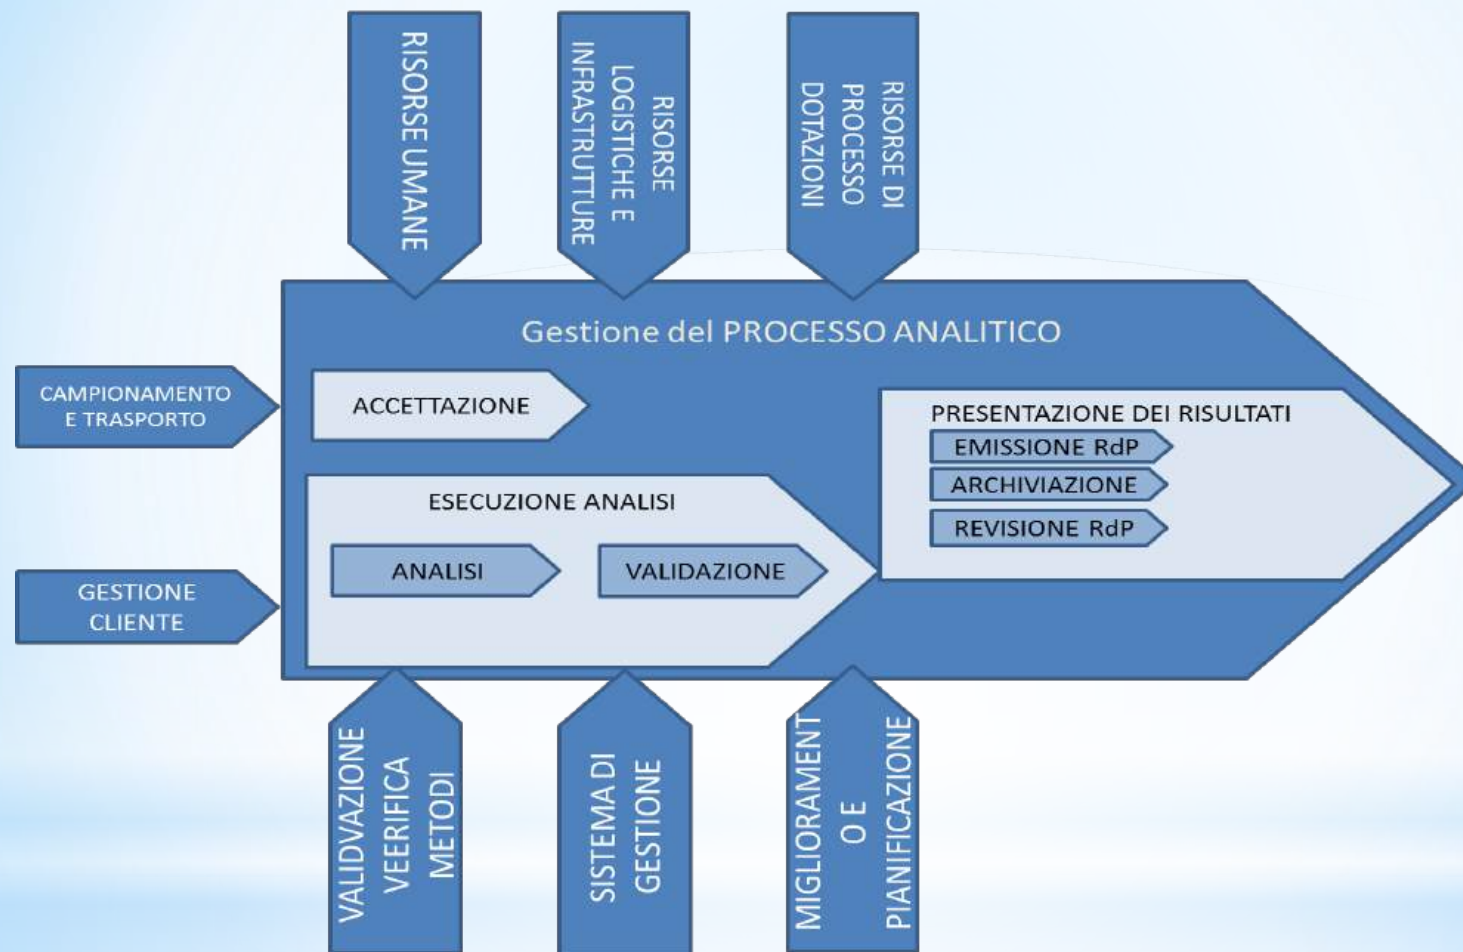 RISORSE UMANE
RISORSE
LOGISTICHE E
INFRASTRUTTURE
RISORSE DI
PROCESSO
DOTAZIONI
Gestione del PROCESSO ANALITICO
CAMPIONAMENTO
E TRASPORTO
ACCETTAZIONE
PRESENTAZIONE DEI RISULTATI
EMISSIONE RdP
ARCHIVIAZIONE
REVISIONE RdP
ESECUZIONE ANALISI
ANALISI
VALIDAZIONE
GESTIONE
CLIENTE
VALIDVAZIONE
VEERIFICA
METODI
SISTEMA DI
GESTIONE
MIGLIORAMENT
O E
PIANIFICAZIONE